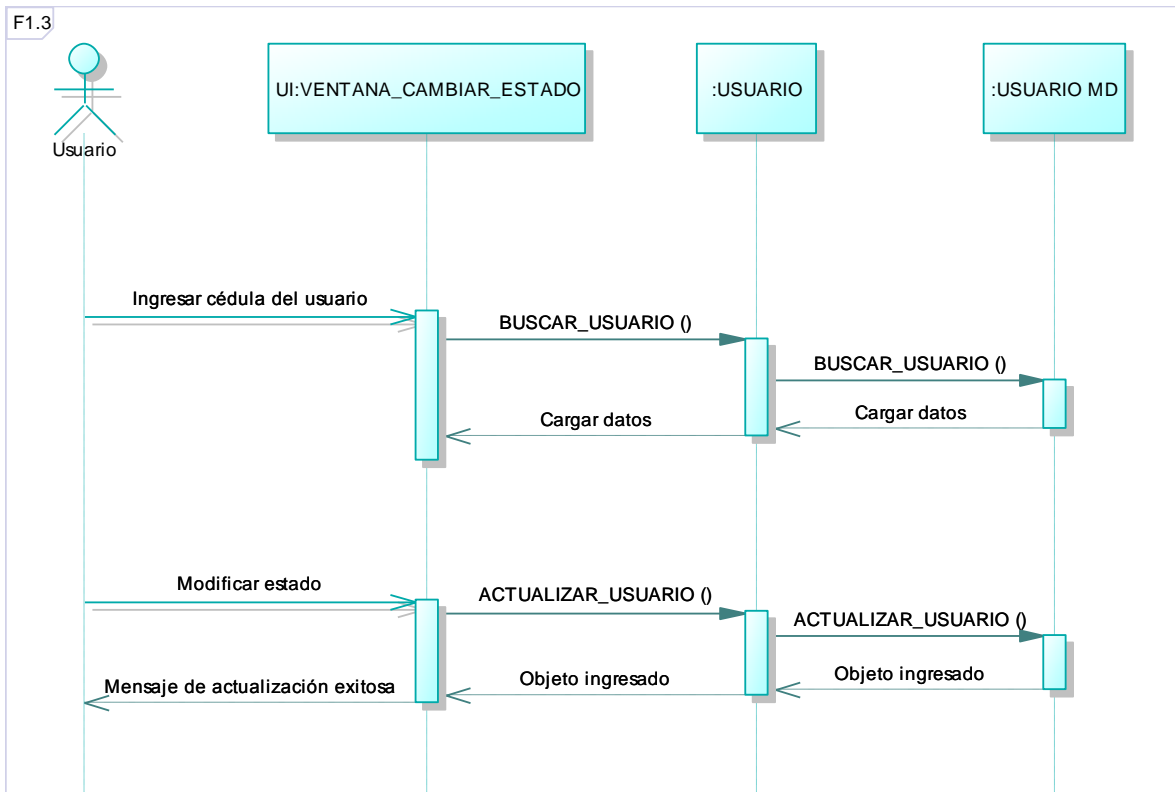 F1.3
UI:VENTANA_CAMBIAR_ESTADO
:USUARIO
:USUARIO MD
Usuario
Ingresar cédula del usuario
BUSCAR_USUARIO ()
BUSCAR_USUARIO ()
Cargar datos
Cargar datos
Modificar estado
ACTUALIZAR_USUARIO ()
ACTUALIZAR_USUARIO ()
Objeto ingresado
Objeto ingresado
Mensaje de actualización exitosa